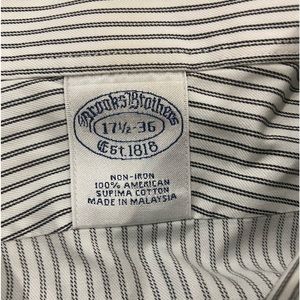 Brooks Brothers
17½-36
Est. 1818
NON-IRON
100% AMERICAN
SUPIMA COTTON
MADE IN MALAYSIA